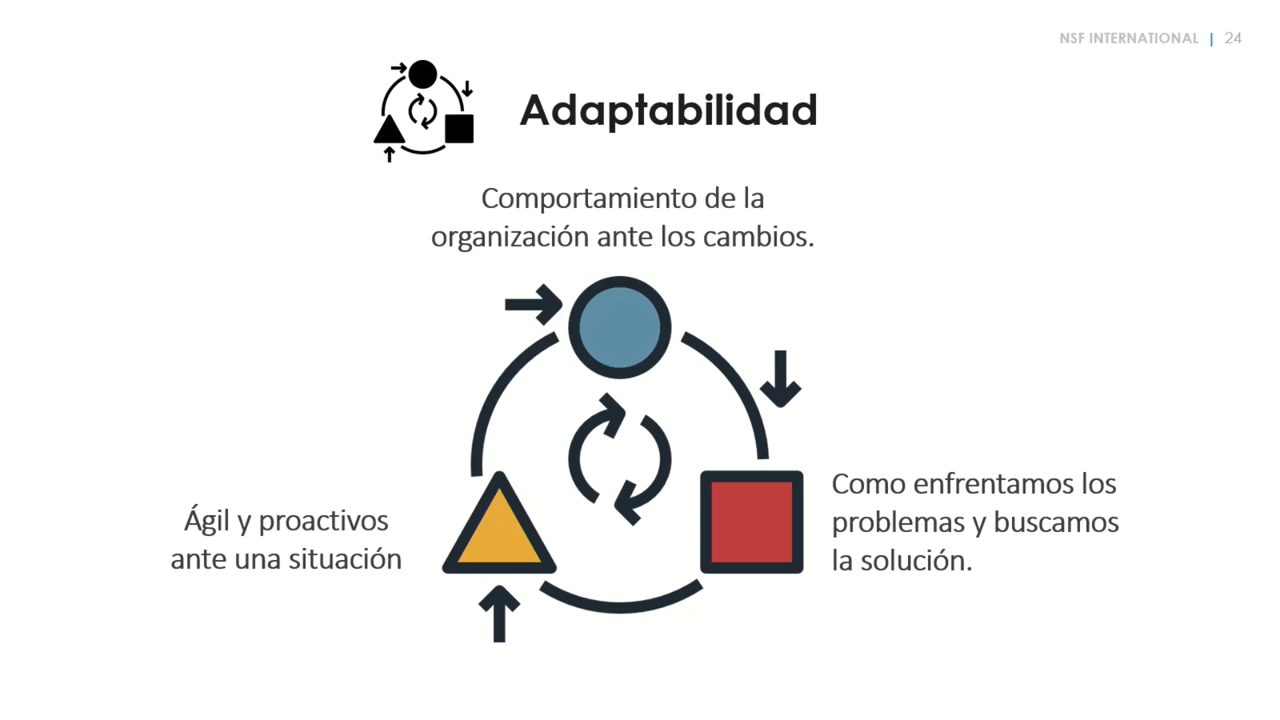 NSF INTERNATIONAL | 24
Adaptabilidad
Comportamiento de la
organización ante los cambios.
Como enfrentamos los
problemas y buscamos
la solución.
Ágil y proactivos
ante una situación